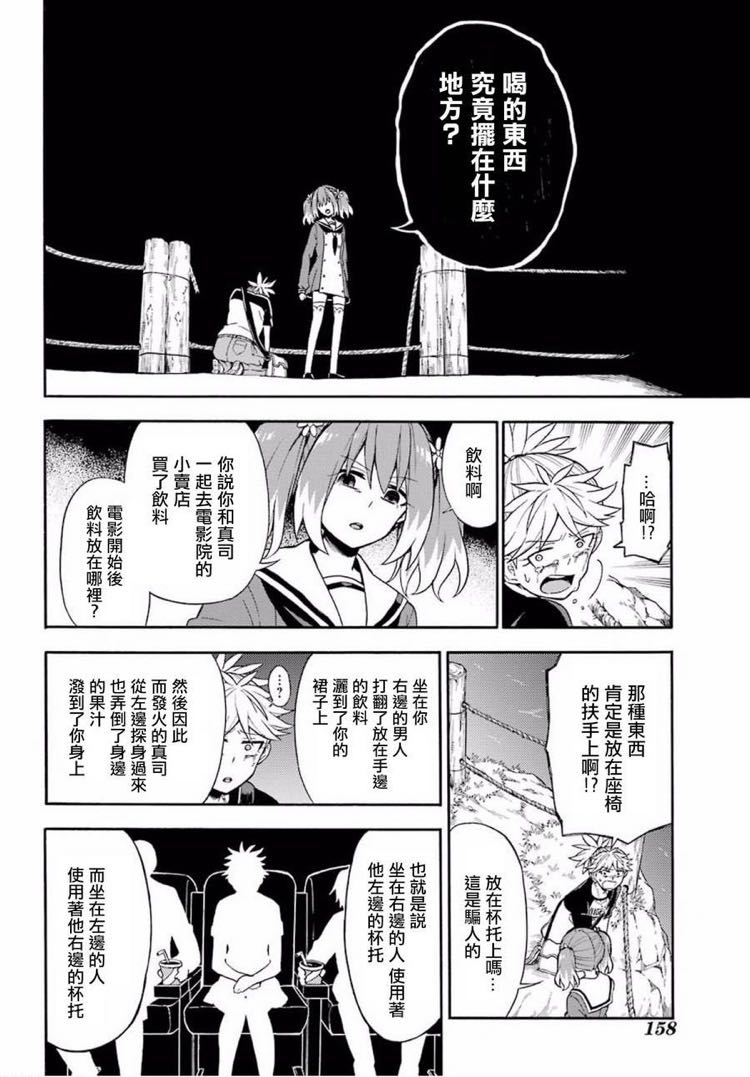 喝的東西
究竟擺在什麼
地方？
…哈啊!?
飲料啊
你說你和真司
一起去電影院的
小賣店
買了飲料
電影開始後
飲料放在哪裡？
那種東西
肯定是放在座椅
的扶手上啊!?
放在杯托上嗎…
這是騙人的
坐在你
右邊的男人
打翻了放在手邊
的飲料
灑到了你的
裙子上
…?
然後因此
而發火的真司
從左邊探身過來
也弄倒了身邊
的果汁
潑到了你身上
也就是說
坐在右邊的人 使用著
他左邊的杯托
而坐在左邊的人
使用著他右邊的杯托
158